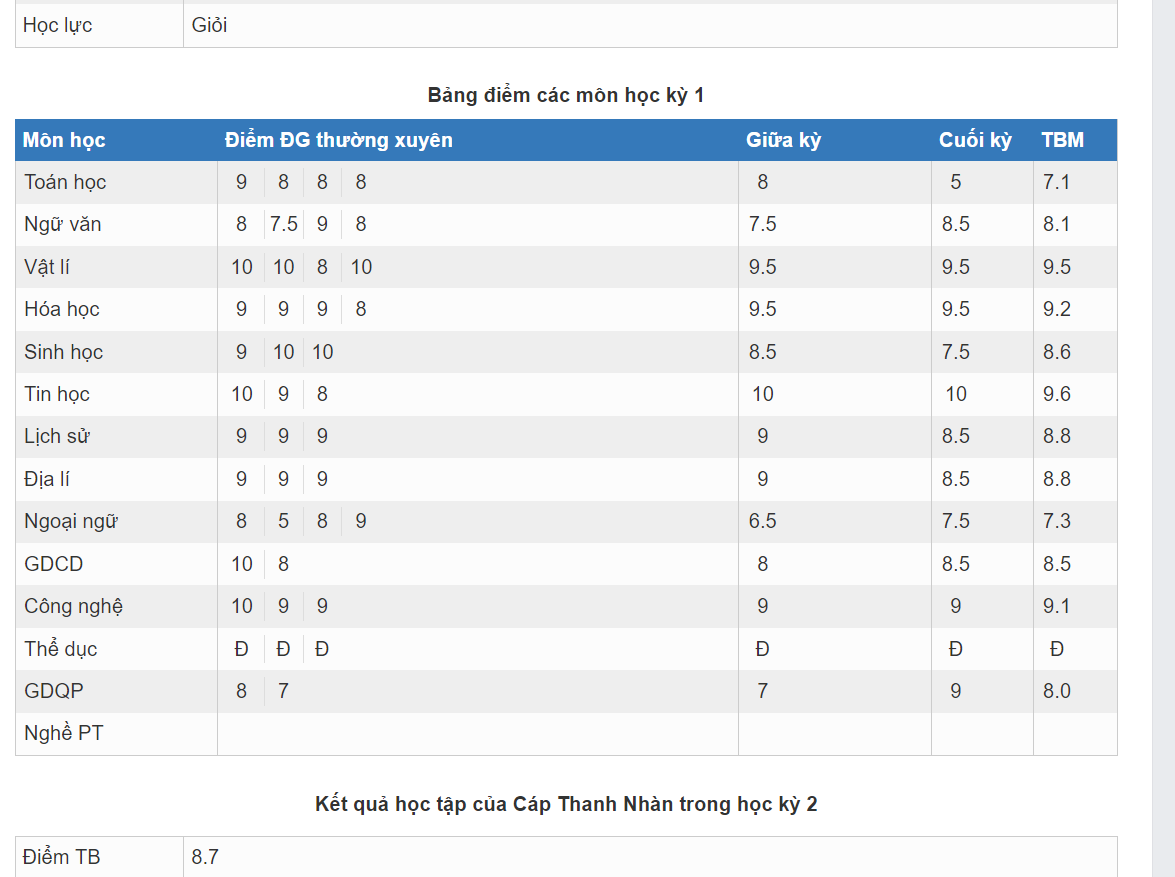 Học lực Giỏi
Bảng điểm các môn học kỳ 1
Môn học Điểm ĐG thường xuyên Giữa kỳ Cuối kỳ TBM
Toán học 9 8 8 8 8 5 7.1
Ngữ văn 8 7.5 9 8 7.5 8.5 8.1
Vật lí 10 10 8 10 9.5 9.5 9.5
Hóa học 9 9 9 8 9.5 9.5 9.2
Sinh học 9 10 10 8.5 7.5 8.6
Tin học 10 9 8 10 10 9.6
Lịch sử 9 9 9 9 8.5 8.8
Địa lí 9 9 9 9 8.5 8.8
Ngoại ngữ 8 5 8 9 6.5 7.5 7.3
GDCD 10 8 8 8.5 8.5
Công nghệ 10 9 9 9 9 9.1
Thể dục Đ Đ Đ Đ Đ Đ
GDQP 8 7 7 9 8.0
Nghề PT
Kết quả học tập của Cáp Thanh Nhàn trong học kỳ 2
Điểm TB 8.7